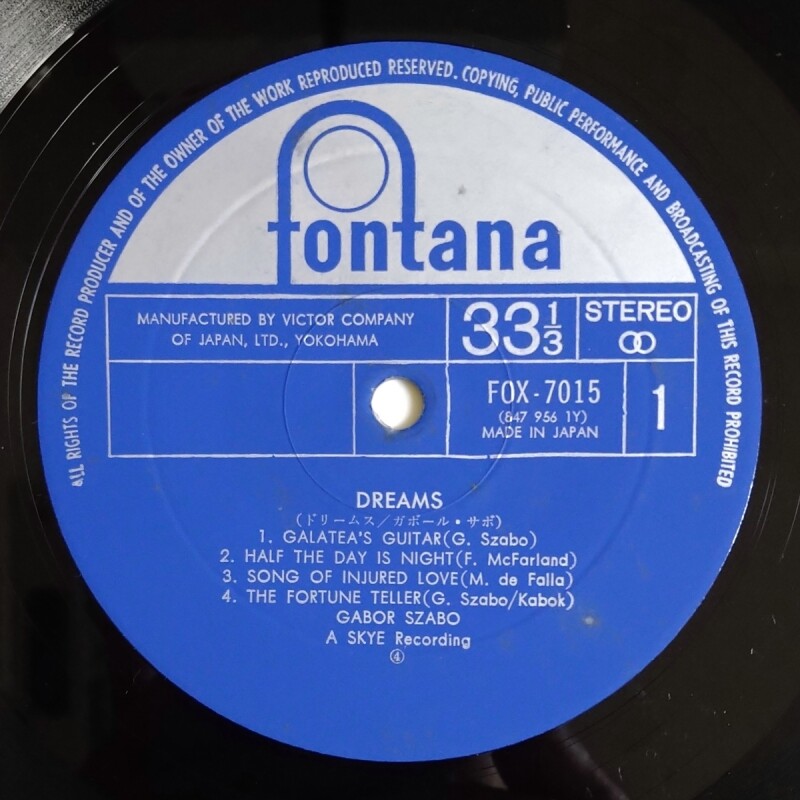 ALL RIGHTS OF THE RECORD PRODUCER AND OF THE OWNER OF THE WORK REPRODUCED RESERVED. COPYING, PUBLIC PERFORMANCE AND BROADCASTING OF THIS RECORD PROHIBITED
fontana
MANUFACTURED BY VICTOR COMPANY
OF JAPAN, LTD., YOKOHAMA
33 1/3
STEREO
FOX-7015
(847 956 1Y)
MADE IN JAPAN
1
DREAMS
(ドリームス/ガボール・サボ)
1. GALATEA'S GUITAR(G. Szabo)
2. HALF THE DAY IS NIGHT(F. McFarland)
3. SONG OF INJURED LOVE(M. de Falla)
4. THE FORTUNE TELLER(G. Szabo/Kabok)
GABOR SZABO
A SKYE Recording
④